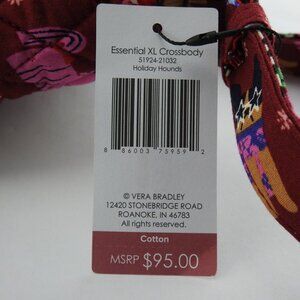 Essential XL Crossbody
51924-21032
Holiday Hounds
8 86003 75959 2
© VERA BRADLEY
12420 STONEBRIDGE ROAD
ROANOKE, IN 46783
All rights reserved.
Cotton
MSRP $95.00